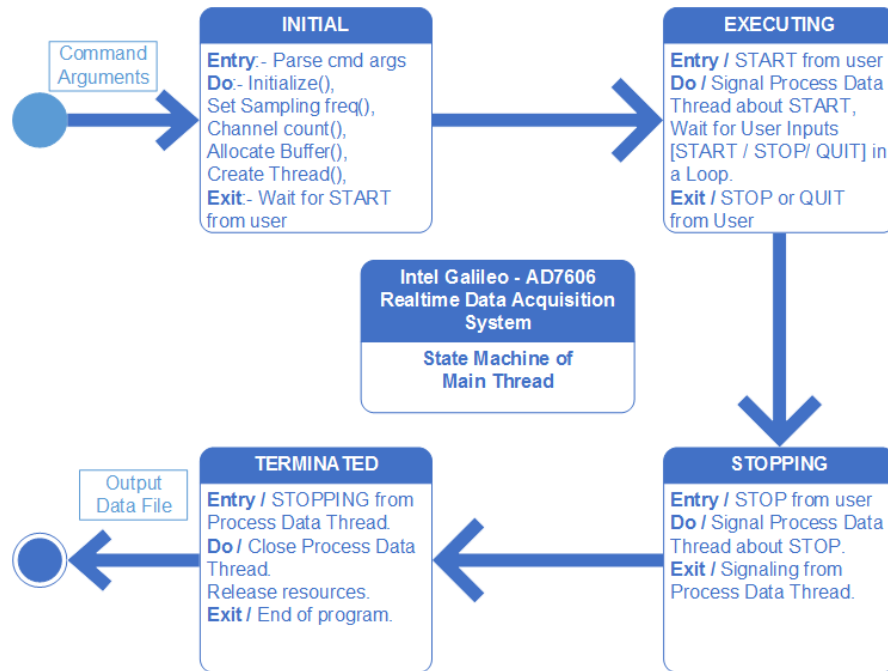 Command
Arguments
INITIAL
Entry:- Parse cmd args
Do:- Initialize(),
Set Sampling freq(),
Channel count(),
Allocate Buffer(),
Create Thread(),
Exit:- Wait for START
from user
EXECUTING
Entry / START from user
Do / Signal Process Data
Thread about START,
Wait for User Inputs
[START / STOP/ QUIT] in
a Loop.
Exit / STOP or QUIT
from User
Intel Galileo - AD7606
Realtime Data Acquisition
System
State Machine of
Main Thread
Output
Data File
TERMINATED
Entry / STOPPING from
Process Data Thread.
Do / Close Process Data
Thread.
Release resources.
Exit / End of program.
STOPPING
Entry / STOP from user
Do / Signal Process Data
Thread about STOP.
Exit / Signaling from
Process Data Thread.